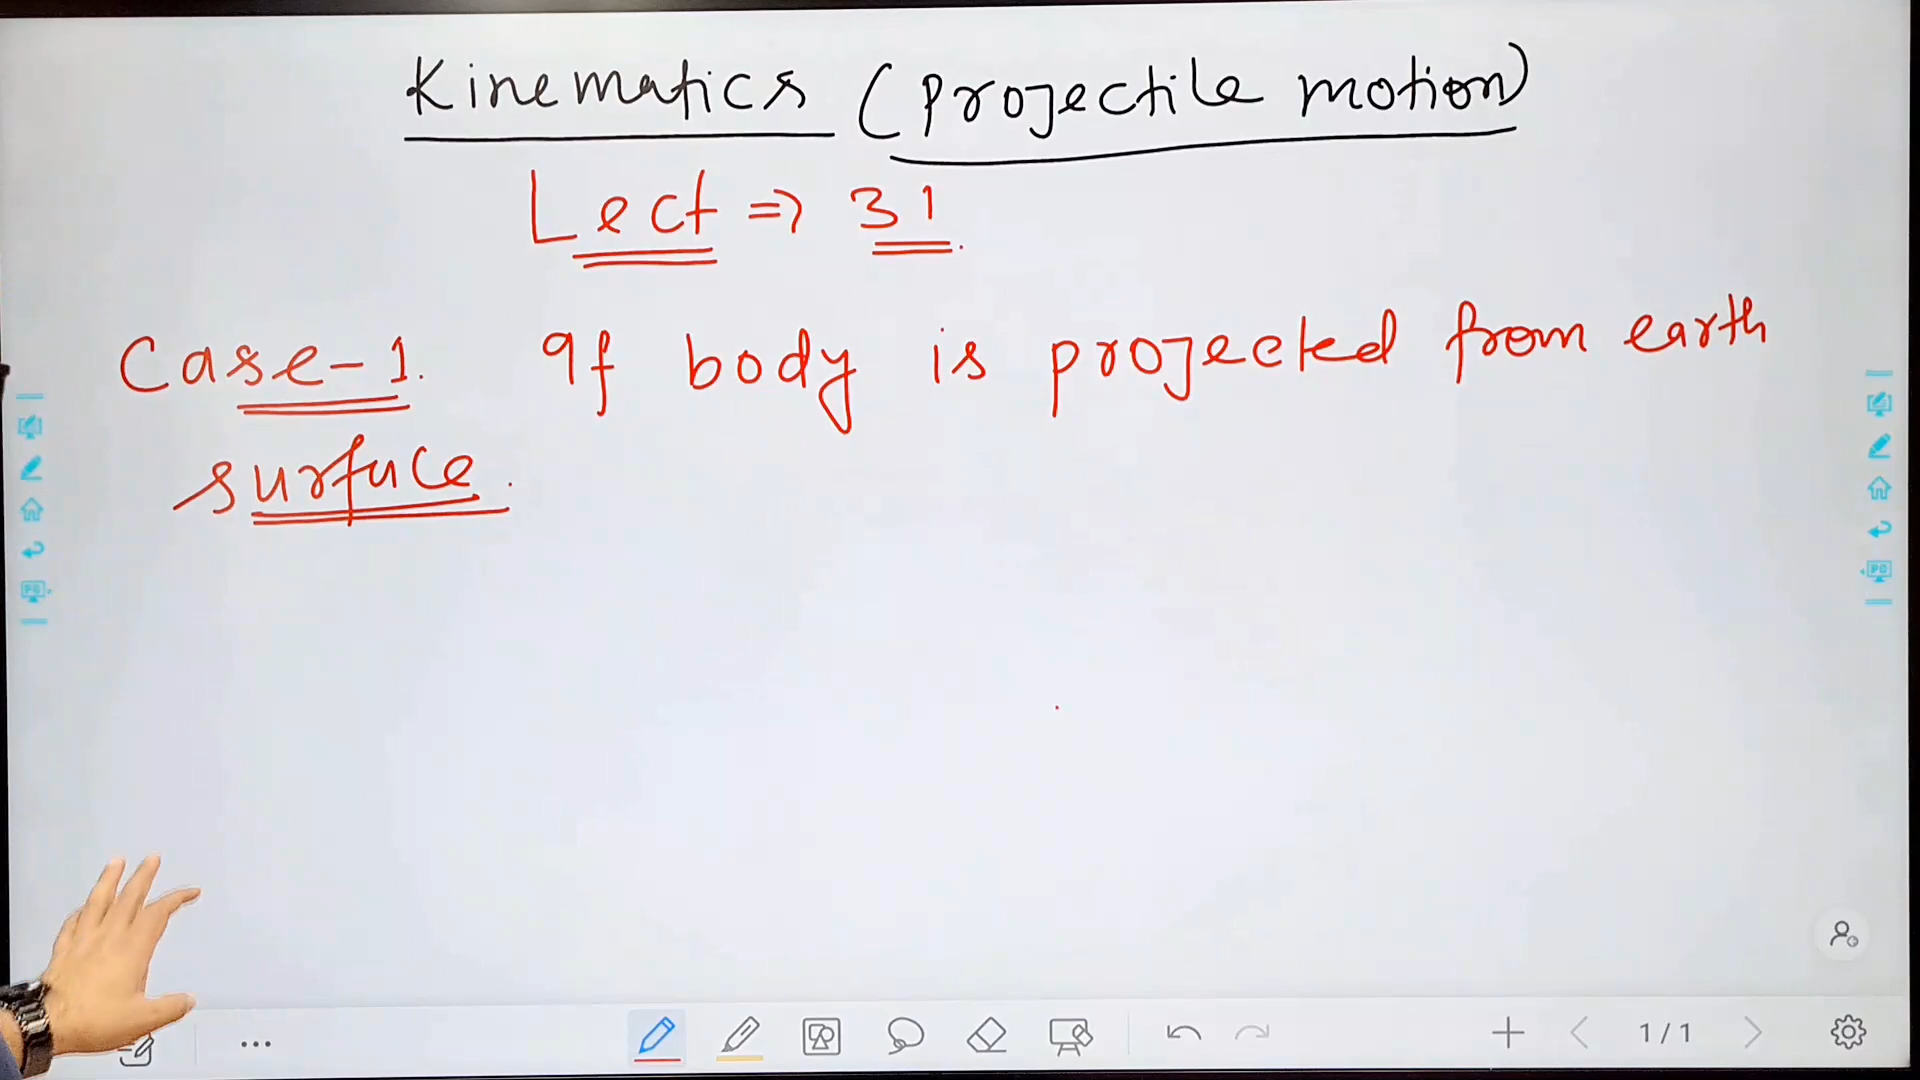 Kinematics (Projectile motion)
Lect => 31.
Case-1. If body is projected from earth
surface.
1/1